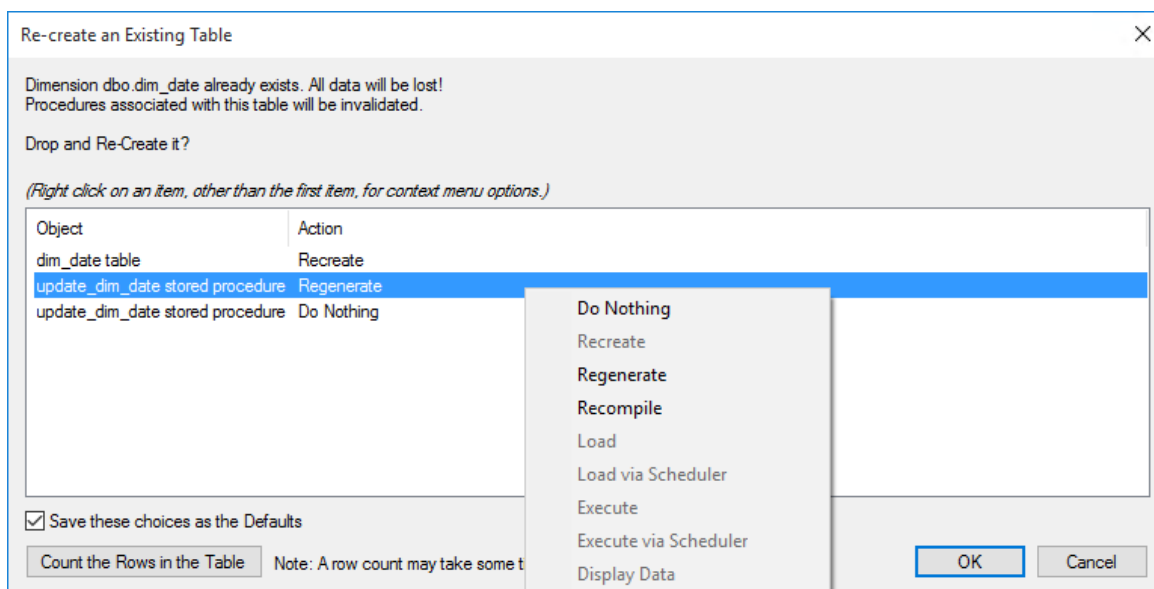 Re-create an Existing Table
Dimension dbo.dim_date already exists. All data will be lost!
Procedures associated with this table will be invalidated.
Drop and Re-Create it?
(Right click on an item, other than the first item, for context menu options.)
Object Action
dim_date table Recreate
update_dim_date stored procedure Regenerate
update_dim_date stored procedure Do Nothing
Do Nothing
Recreate
Regenerate
Recompile
Load
Load via Scheduler
Execute
Execute via Scheduler
Display Data
Save these choices as the Defaults
Count the Rows in the Table Note: A row count may take some t
OK Cancel